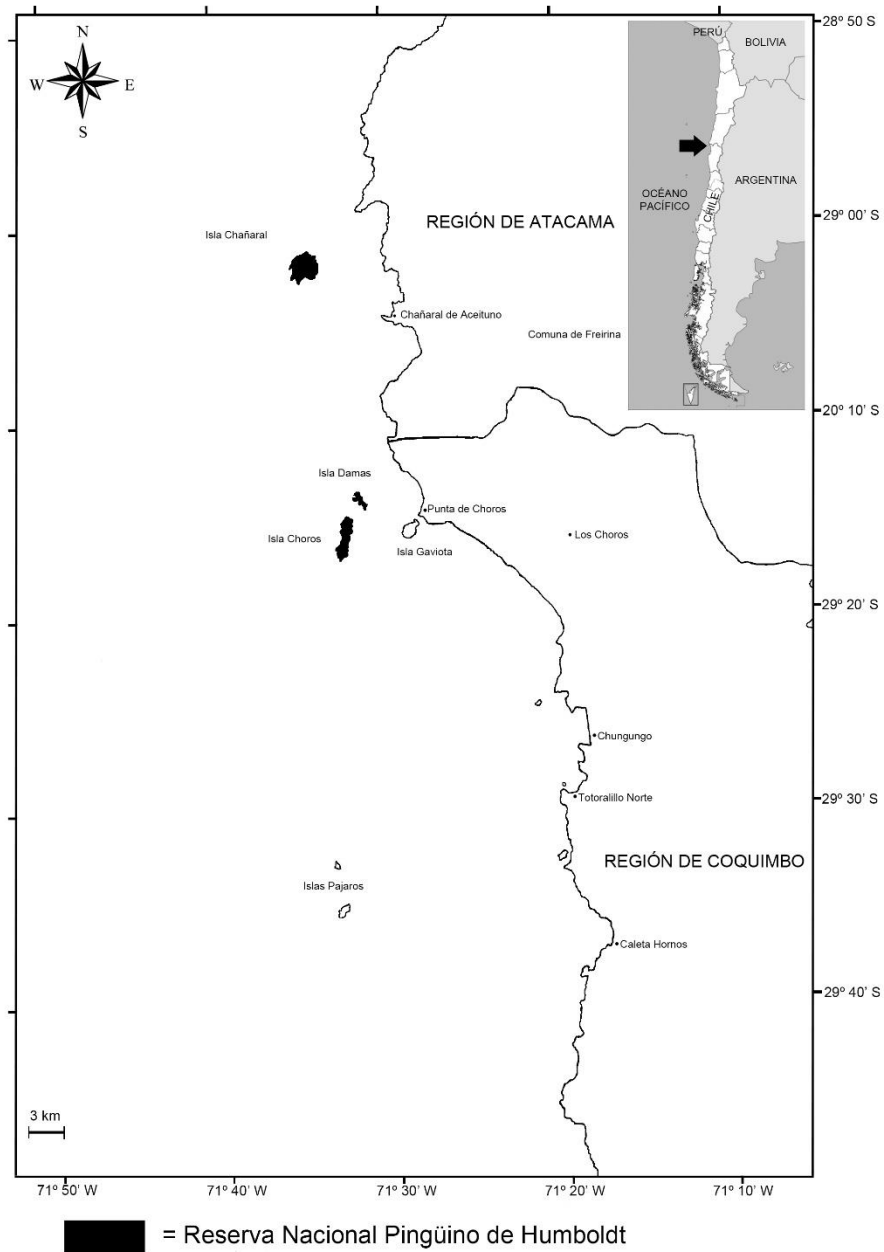 N
W
E
S
28º 50' S
PERÚ
BOLIVIA
ARGENTINA
OCÉANO
PACÍFICO
CHILE
29º 00' S
REGIÓN DE ATACAMA
Isla Chañaral
Chañaral de Aceituno
Comuna de Freirina
20º 10' S
Isla Damas
Punta de Choros
Isla Choros
Los Choros
Isla Gaviota
29º 20' S
Chungungo
Totoralillo Norte
29º 30' S
REGIÓN DE COQUIMBO
Islas Pajaros
Caleta Hornos
29º 40' S
3 km
71º 50' W
71º 40' W
71º 30' W
71º 20' W
71º 10' W
= Reserva Nacional Pingüino de Humboldt